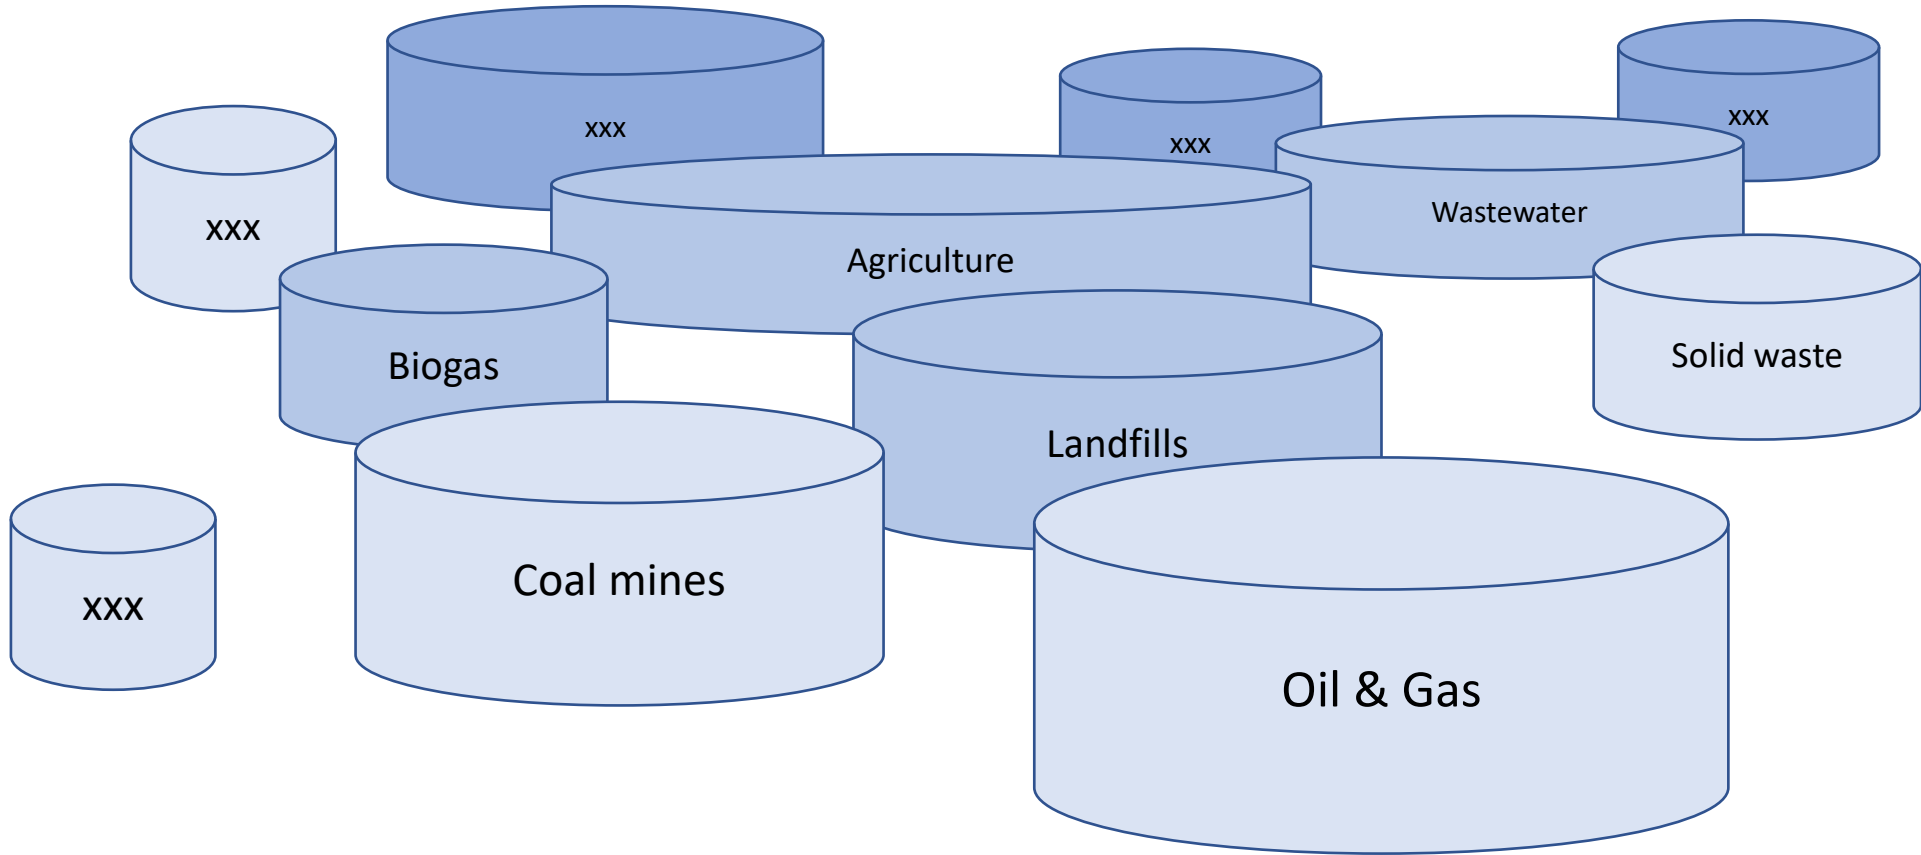 xxx
xxx
xxx
xxx
Wastewater
Agriculture
Biogas
Solid waste
Landfills
Coal mines
xxx
Oil & Gas